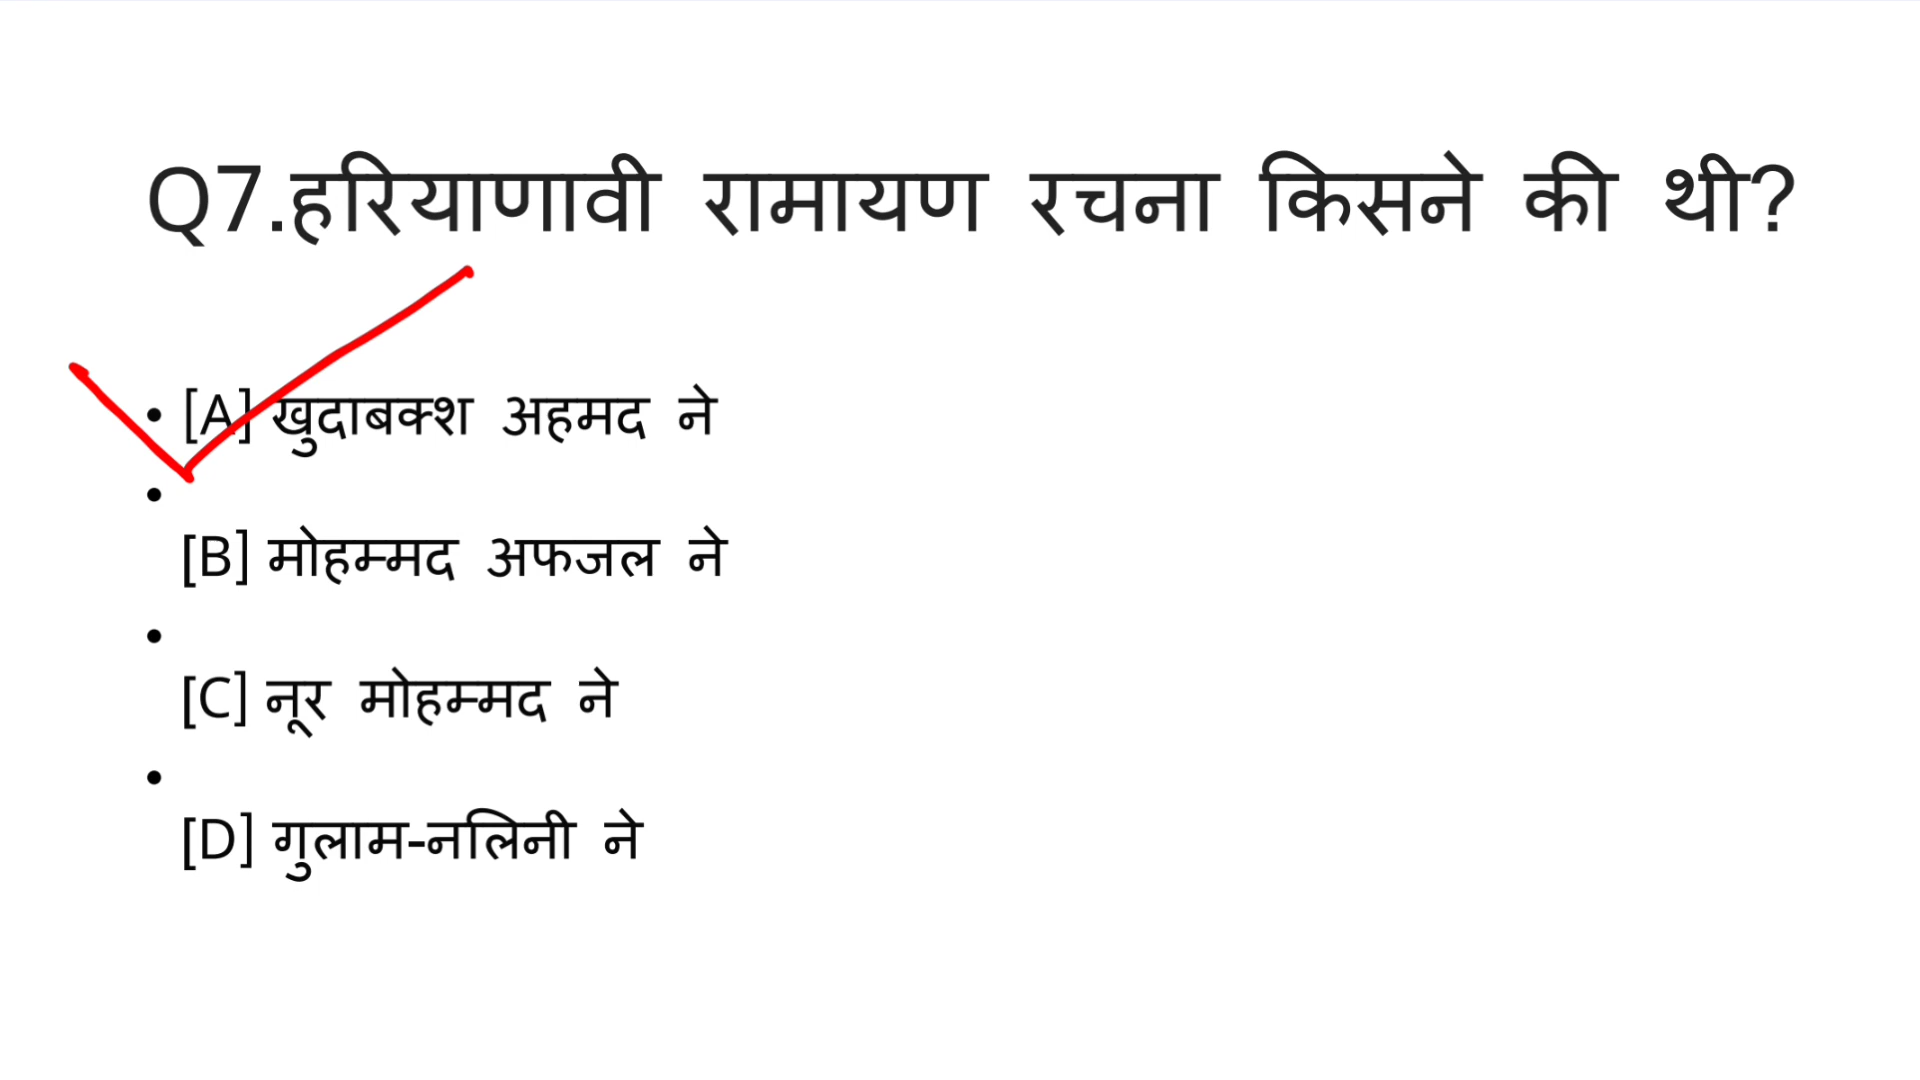 Q7.हरियाणावी रामायण रचना किसने की थी?
• [A] खुदाबक्श अहमद ने
•
[B] मोहम्मद अफजल ने
•
[C] नूर मोहम्मद ने
•
[D] गुलाम-नलिनी ने